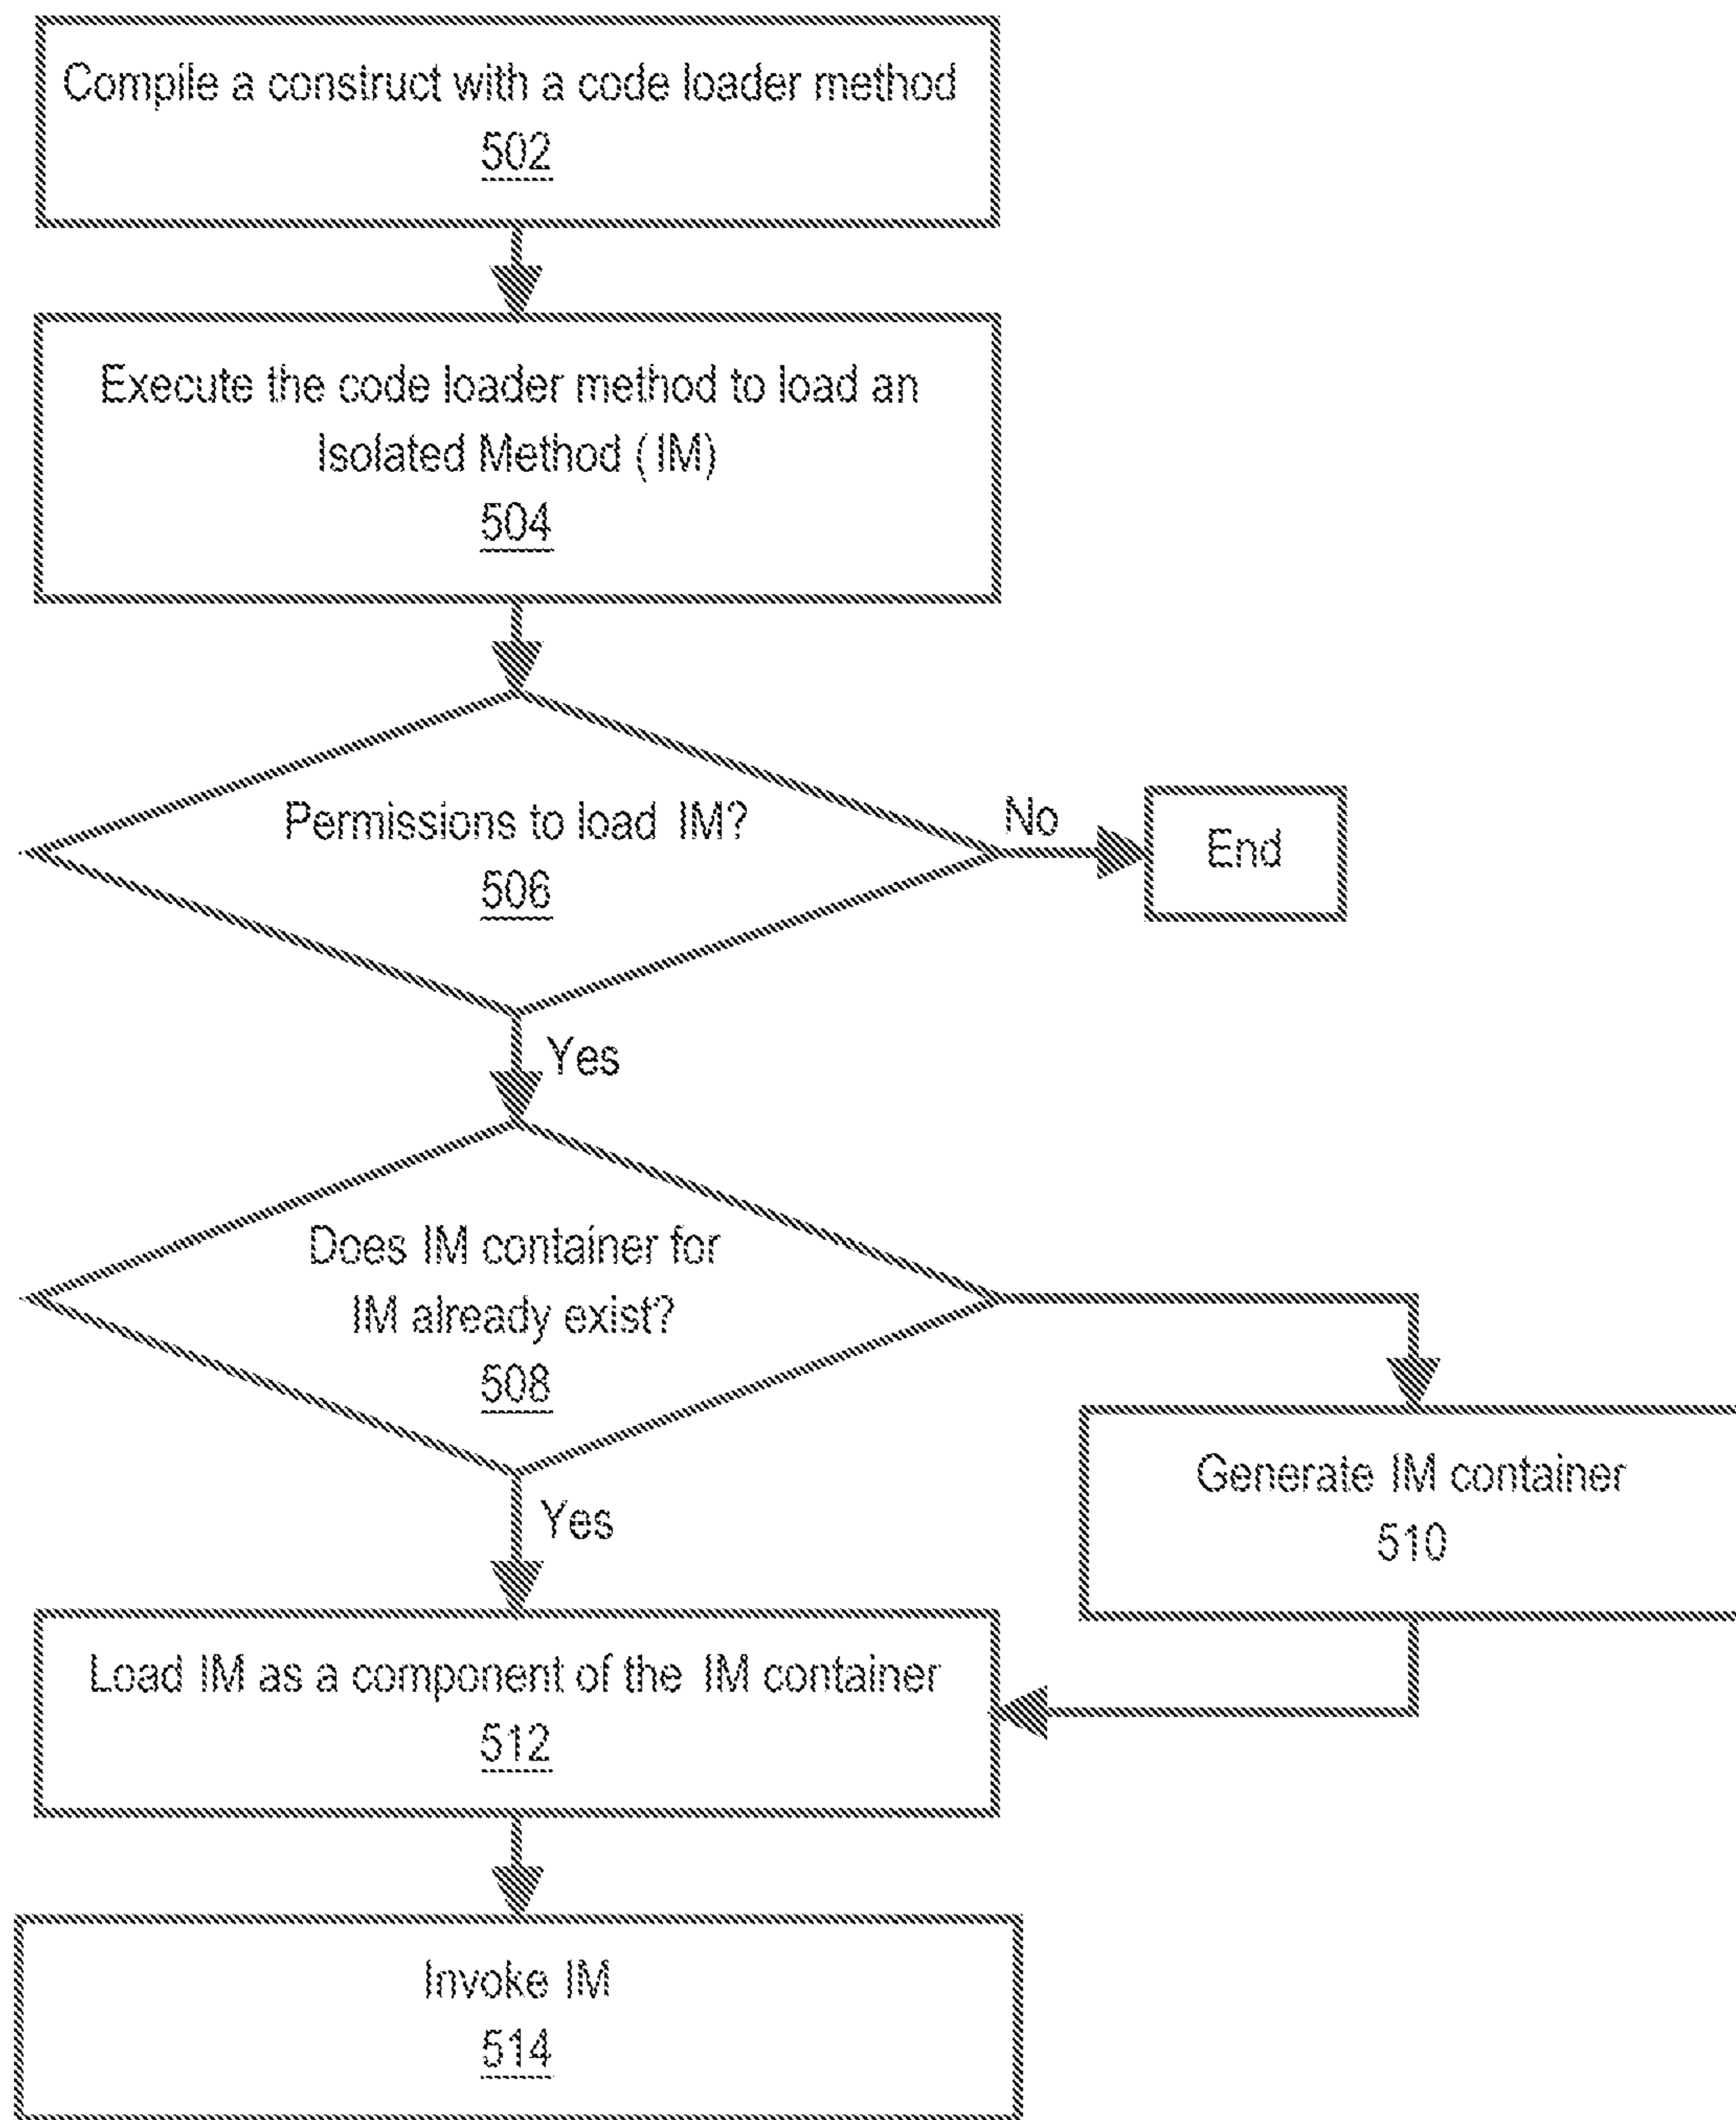 Compile a construct with a code loader method
502
Execute the code loader method to load an
Isolated Method (IM)
504
Permissions to load IM?
506
No
End
Yes
Does IM container for
IM already exist?
508
Generate IM container
510
Yes
Load IM as a component of the IM container
512
Invoke IM
514